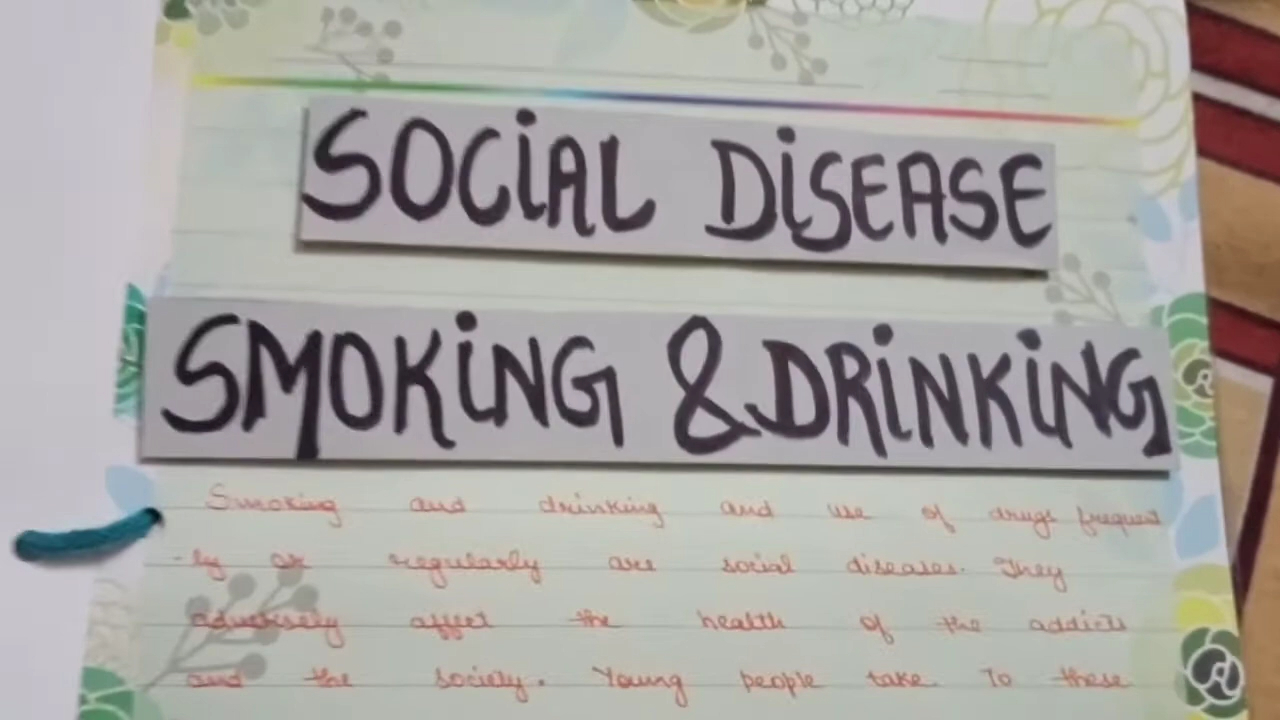 SOCiAL DiSEASE
SMOKiNG & DRiNKiNG
Smoking and drinking and use of drugs frequent
-ly or regularly are social diseases. They
adversely affect the health of the addicts
and the society. Young people take To these